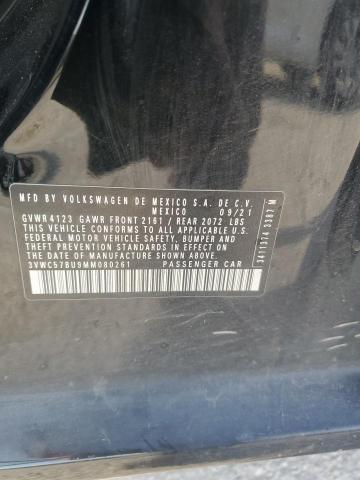 MFD. BY VOLKSWAGEN DE MEXICO S.A. DE C.V.
MEXICO 09/21
GVWR 4123 GAWR FRONT 2161 / REAR 2072 LBS
THIS VEHICLE CONFORMS TO ALL APPLICABLE U.S.
FEDERAL MOTOR VEHICLE SAFETY, BUMPER AND
THEFT PREVENTION STANDARDS IN EFFECT ON
THE DATE OF MANUFACTURE SHOWN ABOVE.
3VWC57BU9MM080261 PASSENGER CAR
3411374 3387 M